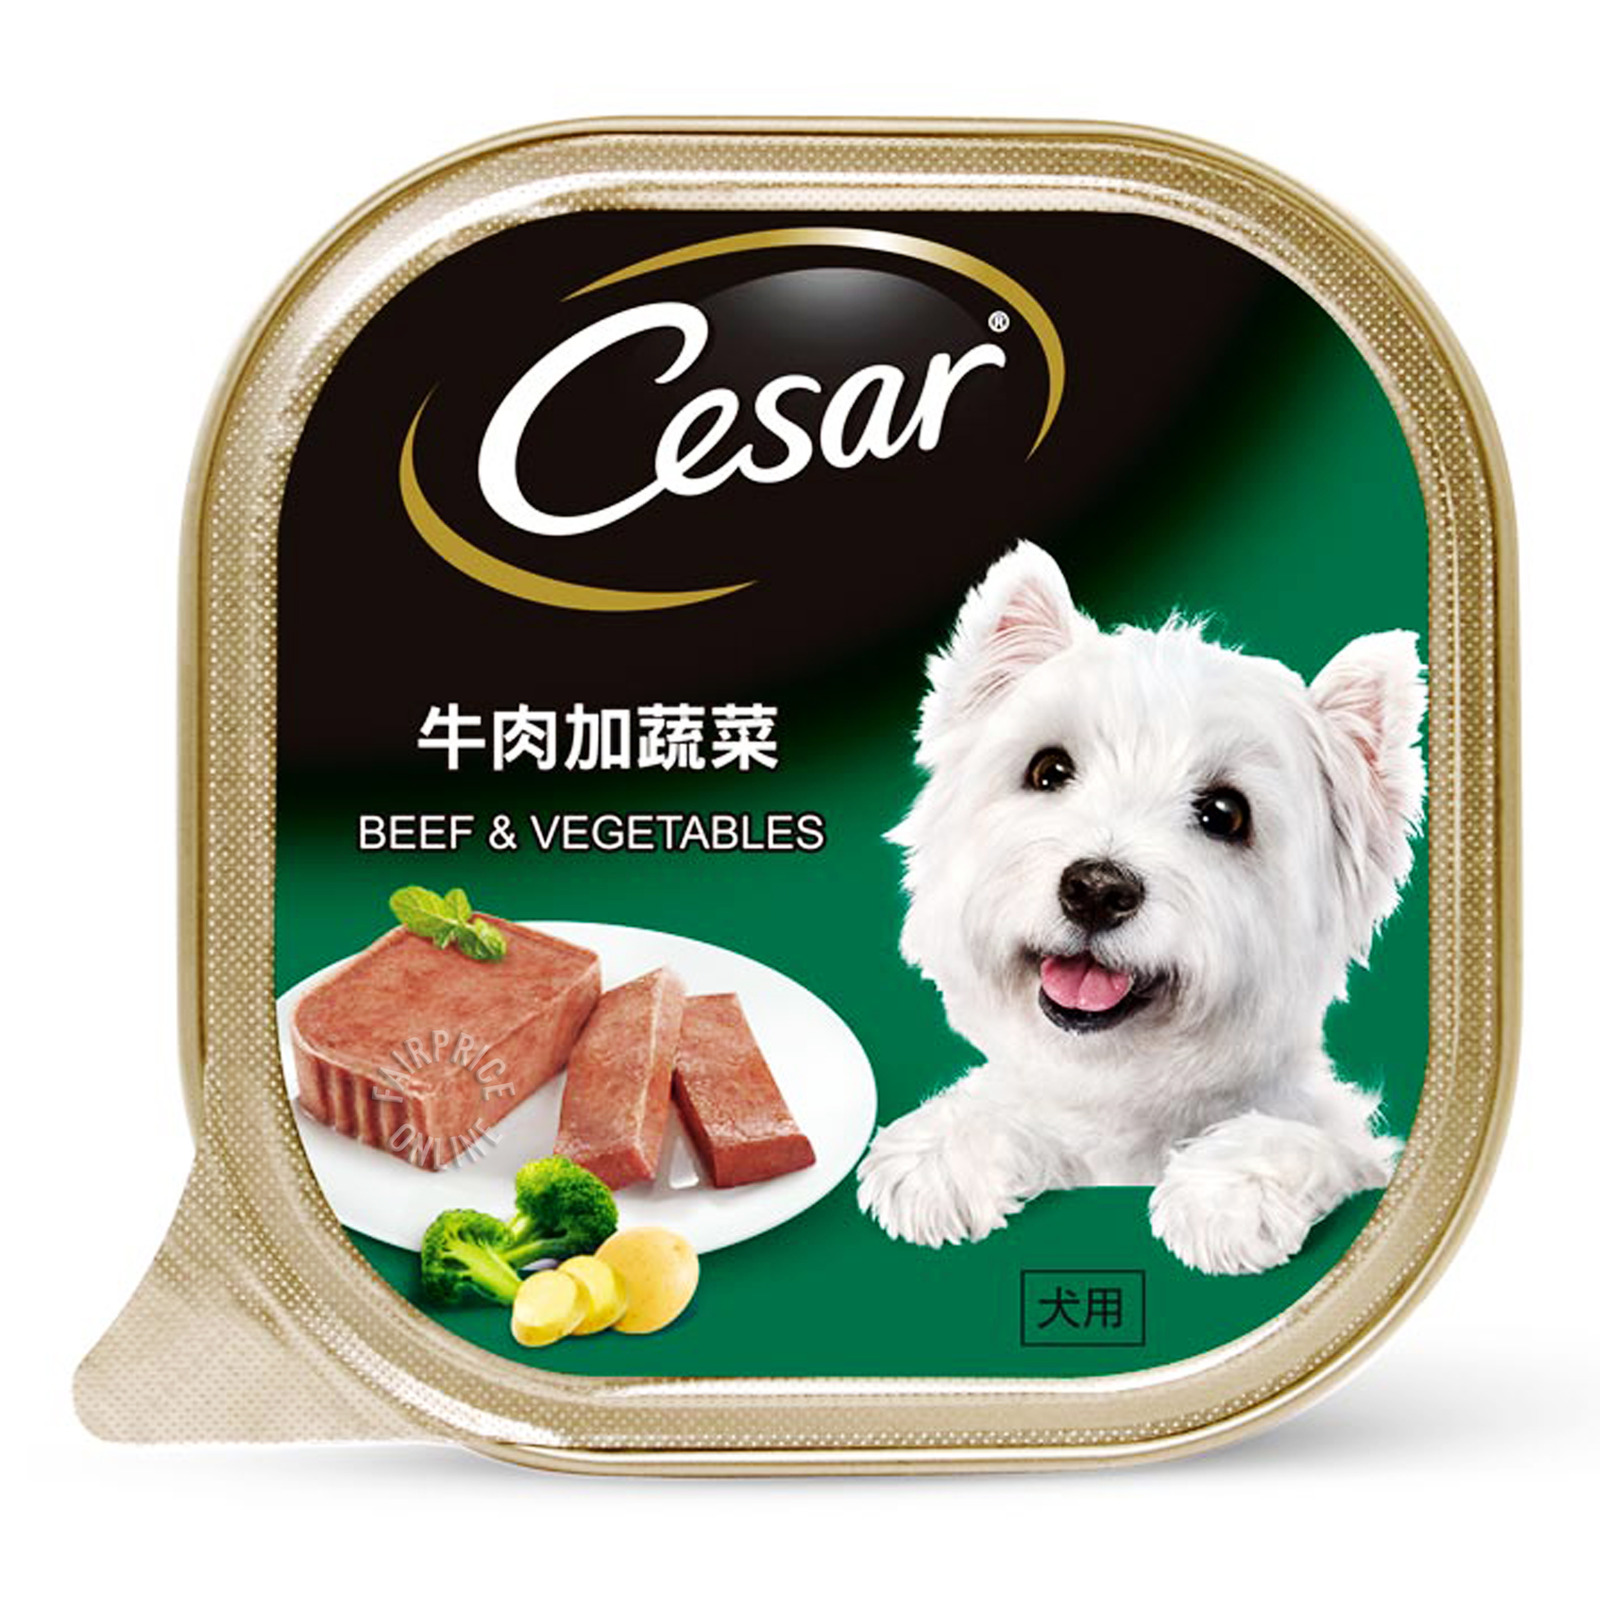 Cesar®
牛肉加蔬菜
BEEF & VEGETABLES
FAIRPRICE
ONLINE
犬用